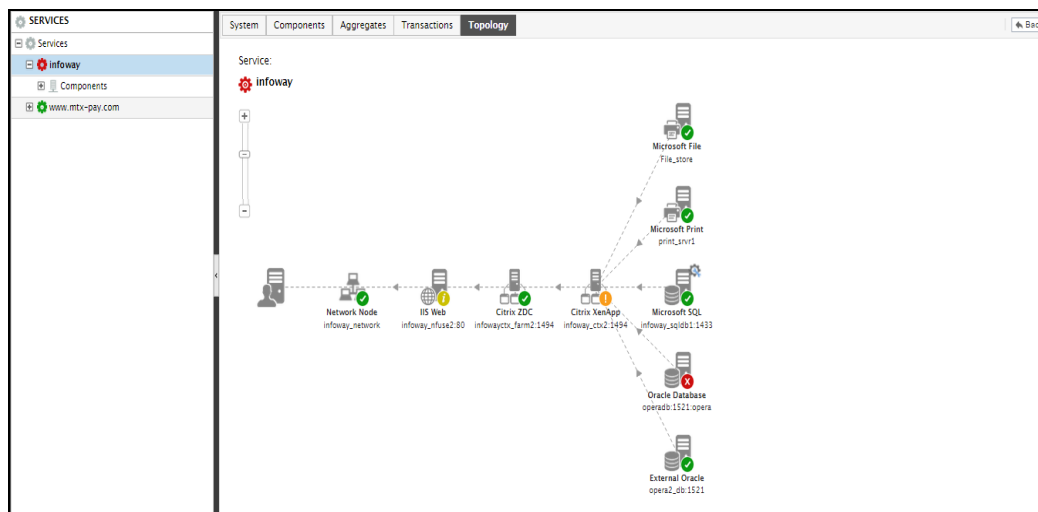 SERVICES
Services
infoway
Components
www.mtx-pay.com
System Components Aggregates Transactions Topology
Bac
Service:
infoway
Microsoft File
File_store
Microsoft Print
print_srvr1
Network Node
infoway_network
IIS Web
infoway_nfuse2:80
Citrix ZDC
infowayctx_farm2:1494
Citrix XenApp
infoway_ctx2:1494
Microsoft SQL
infoway_sqldb1:1433
Oracle Database
operadb:1521:opera
External Oracle
opera2_db:1521